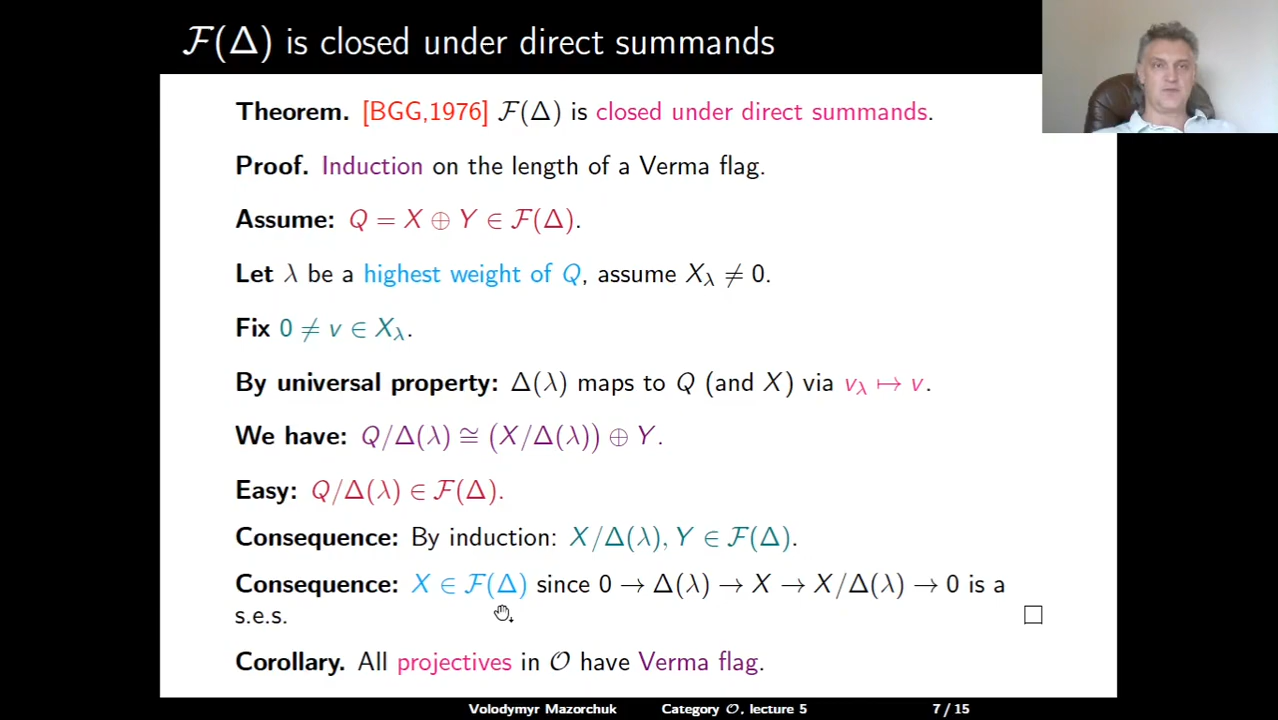 𝓕(Δ) is closed under direct summands
Theorem. [BGG,1976] 𝓕(Δ) is closed under direct summands.
Proof. Induction on the length of a Verma flag.
Assume: Q = X ⊕ Y ∈ 𝓕(Δ).
Let λ be a highest weight of Q, assume X_λ ≠ 0.
Fix 0 ≠ v ∈ X_λ.
By universal property: Δ(λ) maps to Q (and X) via v_λ ↦ v.
We have: Q/Δ(λ) ≅ (X/Δ(λ)) ⊕ Y.
Easy: Q/Δ(λ) ∈ 𝓕(Δ).
Consequence: By induction: X/Δ(λ), Y ∈ 𝓕(Δ).
Consequence: X ∈ 𝓕(Δ) since 0 → Δ(λ) → X → X/Δ(λ) → 0 is a
s.e.s. □
Corollary. All projectives in 𝒪 have Verma flag.
Volodymyr Mazorchuk Category 𝒪, lecture 5 7 / 15